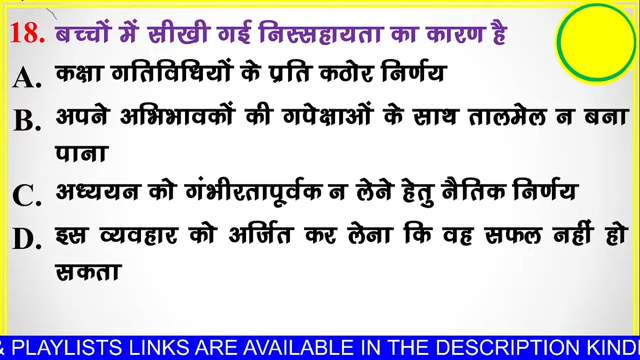 18. बच्चों में सीखी गई निस्सहायता का कारण है
A. कक्षा गतिविधियों के प्रति कठोर निर्णय
B. अपने अभिभावकों की गपेक्षाओं के साथ तालमेल न बना
पाना
C. अध्ययन को गंभीरतापूर्वक न लेने हेतु नैतिक निर्णय
D. इस व्यवहार को अर्जित कर लेना कि वह सफल नहीं हो
सकता
& PLAYLISTS LINKS ARE AVAILABLE IN THE DESCRIPTION KIND